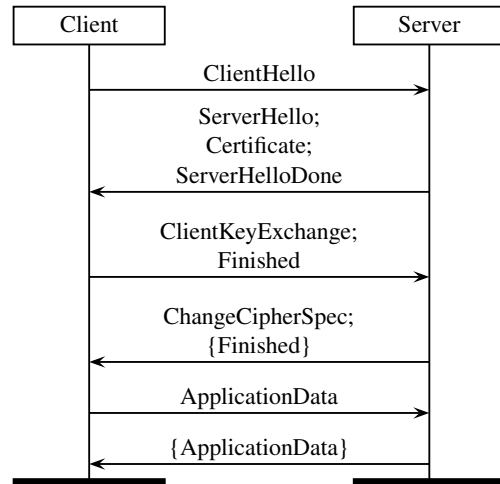 Client
Server
ClientHello
ServerHello;
Certificate;
ServerHelloDone
ClientKeyExchange;
Finished
ChangeCipherSpec;
{Finished}
ApplicationData
{ApplicationData}